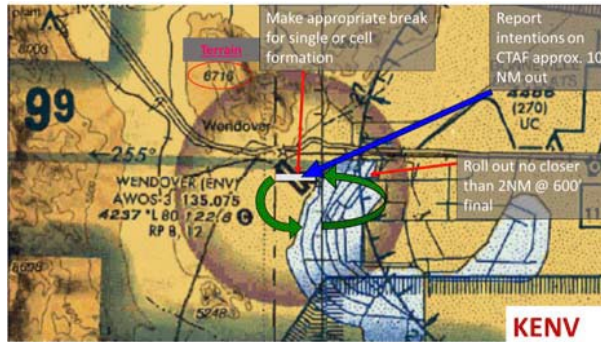 Make appropriate break
for single or cell
formation
Report
intentions on
CTAF approx. 10
NM out
Terrain
6716
8003
99
Wendover
4486
(270)
UC
←255°
WENDOVER (ENV)
AWOS-3 135.075
4237 *L 80 122.8 C
RP 8, 12
Roll out no closer
than 2NM @ 600'
final
5248
KENV